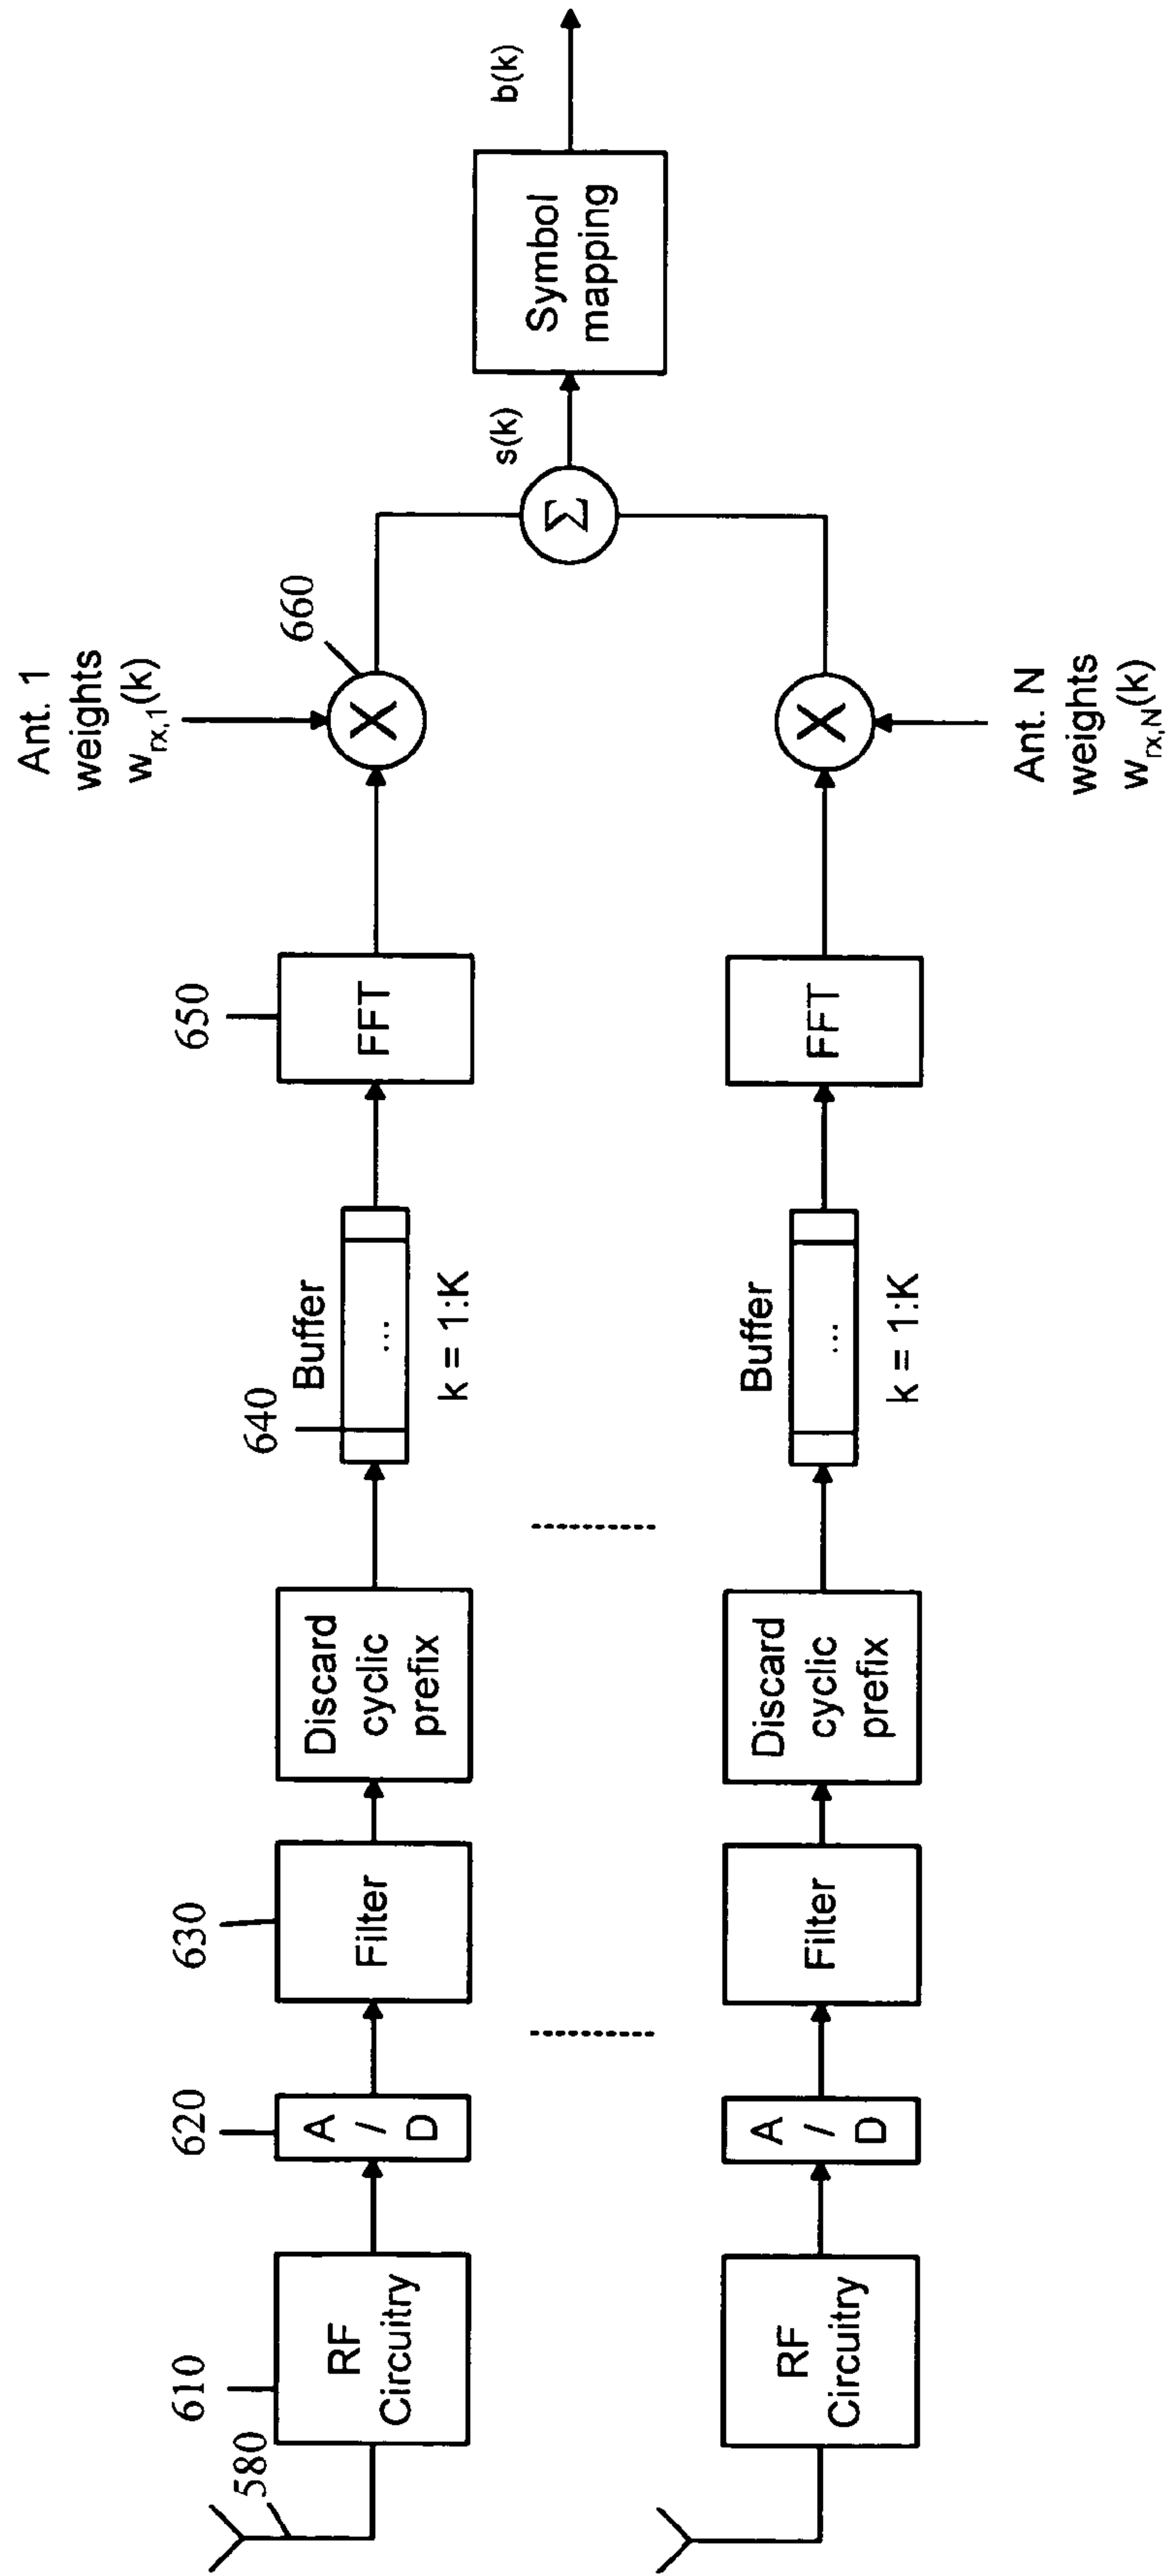 580
610
RF
Circuitry
620
A
/
D
630
Filter
Discard
cyclic
prefix
640
Buffer
...
k = 1:K
650
FFT
Ant. 1
weights
w_rx,1(k)
660
X
Σ
s(k)
Symbol
mapping
b(k)
RF
Circuitry
A
/
D
Filter
Discard
cyclic
prefix
Buffer
...
k = 1:K
FFT
X
Ant. N
weights
w_rx,N(k)